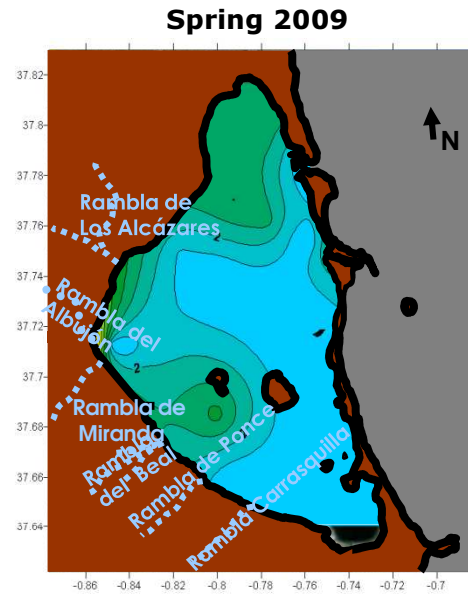 Spring 2009
37.82
37.8
37.78
37.76
37.74
37.72
37.7
37.68
37.66
37.64
N
Rambla de
Los Alcázares
2
Rambla del
Albujón
2
Rambla de
Miranda
Rambla
del Beal
Rambla de Ponce
Rambla Carrasquilla
-0.86
-0.84
-0.82
-0.8
-0.78
-0.76
-0.74
-0.72
-0.7